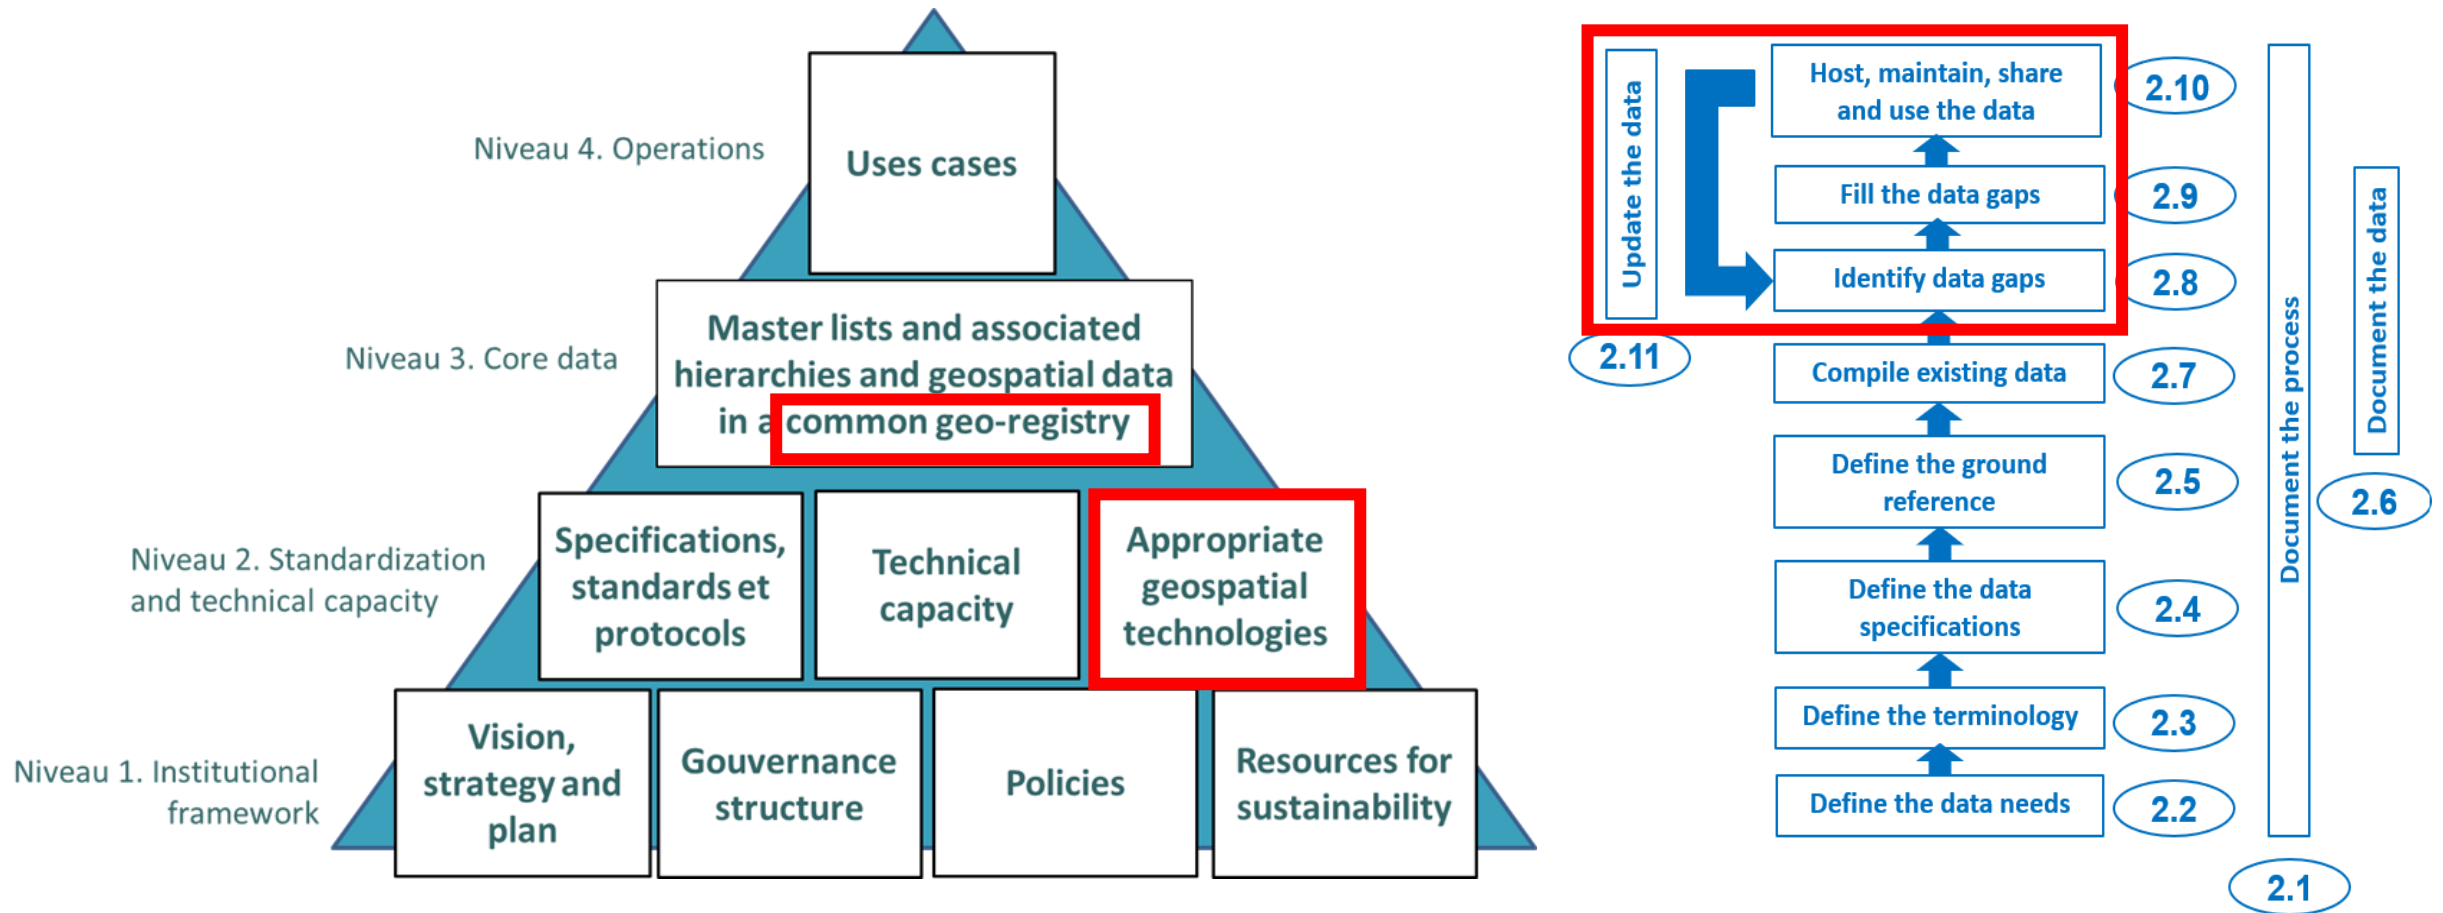 Niveau 4. Operations
Uses cases
Niveau 3. Core data
Master lists and associated
hierarchies and geospatial data
in a common geo-registry
Niveau 2. Standardization
and technical capacity
Specifications,
standards et
protocols
Technical
capacity
Appropriate
geospatial
technologies
Niveau 1. Institutional
framework
Vision,
strategy and
plan
Gouvernance
structure
Policies
Resources for
sustainability
Update the data
2.11
Host, maintain, share
and use the data
2.10
Fill the data gaps
2.9
Identify data gaps
2.8
Compile existing data
2.7
Define the ground
reference
2.5
Define the data
specifications
2.4
Define the terminology
2.3
Define the data needs
2.2
Document the process
2.1
Document the data
2.6